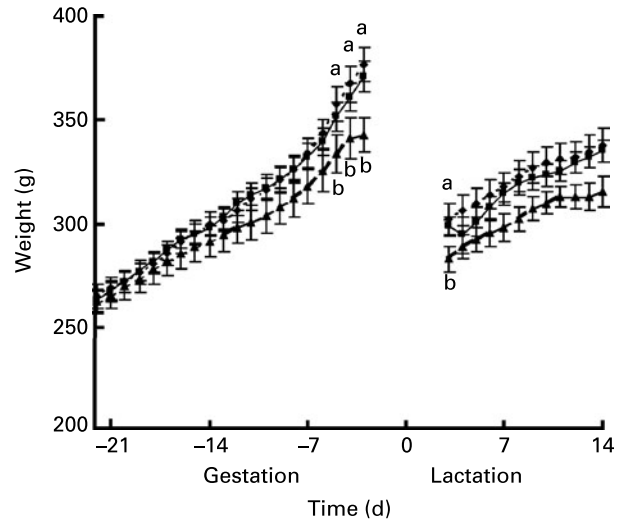 400
350
300
250
200
Weight (g)
a
a
a
b
b
b
a
b
–21
–14
–7
0
7
14
Gestation
Lactation
Time (d)